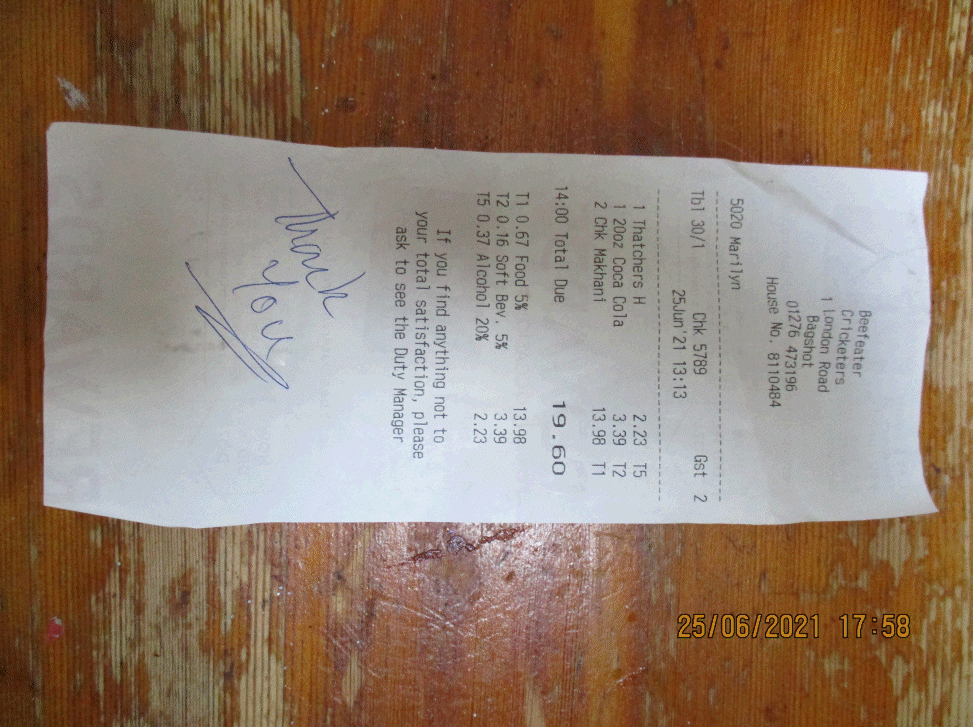 Beefeater
Cricketers
1 London Road
Bagshot
01276 473196
House No. 8110484
5020 Marilyn
Tbl 30/1 Chk 5789 Gst 2
25Jun'21 13:13
1 Thatchers H 2.23 T5
1 20oz Coca Cola 3.39 T2
2 Chk Makhani 13.98 T1
14:00 Total Due 19.60
T1 0.67 Food 5% 13.98
T2 0.16 Soft Bev. 5% 3.39
T5 0.37 Alcohol 20% 2.23
If you find anything not to
your total satisfaction, please
ask to see the Duty Manager
Thank
You
25/06/2021 17:58